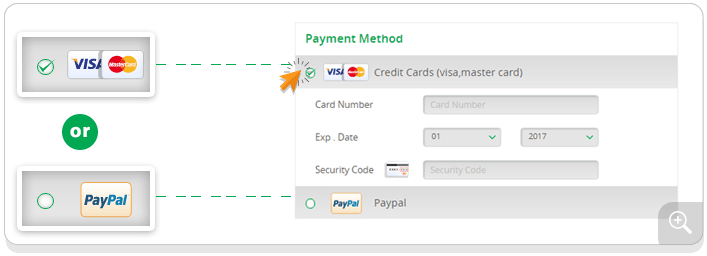 VISA MasterCard
or
PayPal
Payment Method
VISA MasterCard Credit Cards (visa,master card)
Card Number Card Number
Exp . Date 01 2017
Security Code Security Code
PayPal Paypal